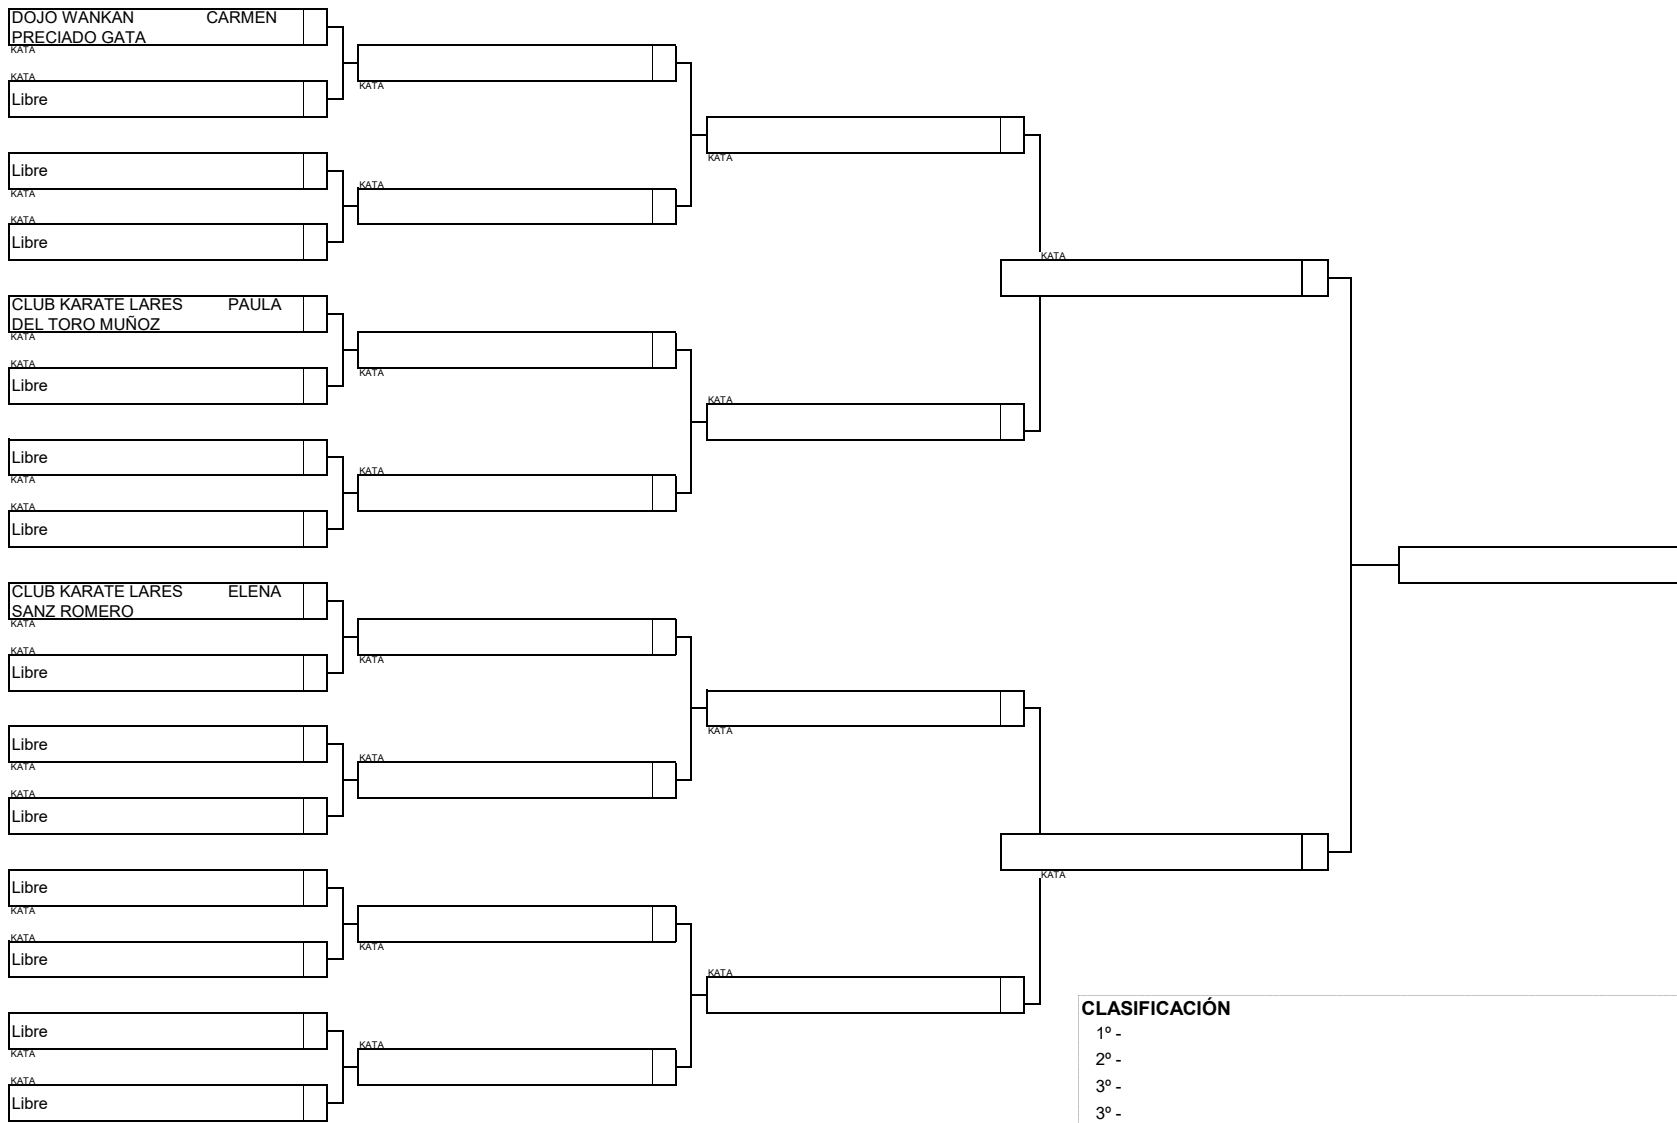 DOJO WANKAN CARMEN
PRECIADO GATA
KATA
KATA
Libre
Libre
KATA
KATA
Libre
CLUB KARATE LARES PAULA
DEL TORO MUÑOZ
KATA
KATA
Libre
Libre
KATA
KATA
Libre
CLUB KARATE LARES ELENA
SANZ ROMERO
KATA
KATA
Libre
Libre
KATA
KATA
Libre
Libre
KATA
KATA
Libre
Libre
KATA
KATA
Libre
KATA
KATA
KATA
KATA
KATA
KATA
KATA
KATA
KATA
KATA
KATA
KATA
KATA
KATA
CLASIFICACIÓN
1º -
2º -
3º -
3º -